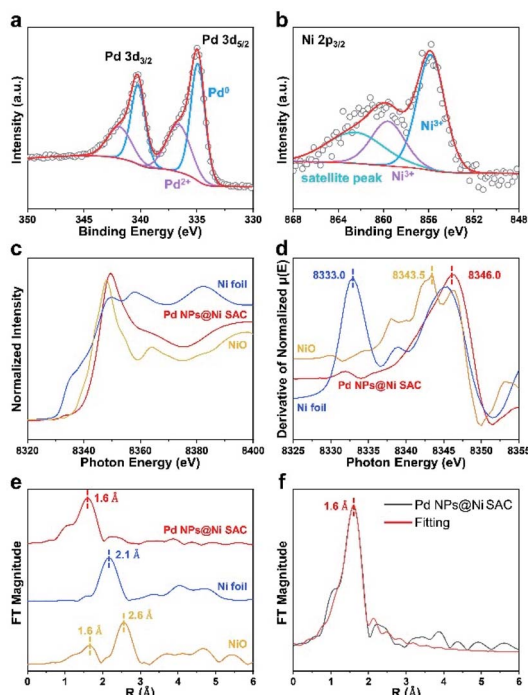 a
Pd 3d3/2
Pd 3d5/2
Pd0
Pd2+
Intensity (a.u.)
350 345 340 335 330
Binding Energy (eV)
b
Ni 2p3/2
Ni3+
Ni3+
satellite peak
Intensity (a.u.)
868 864 860 856 852 848
Binding Energy (eV)
c
Ni foil
Pd NPs@Ni SAC
NiO
Normalized Intensity
8320 8340 8360 8380 8400
Photon Energy (eV)
d
8333.0
8343.5
8346.0
NiO
Pd NPs@Ni SAC
Ni foil
Derivative of Normalized μ(E)
8325 8330 8335 8340 8345 8350 8355
Photon Energy (eV)
e
1.6 Å
Pd NPs@Ni SAC
2.1 Å
Ni foil
2.6 Å
1.6 Å
NiO
FT Magnitude
0 1 2 3 4 5 6
R (Å)
f
1.6 Å
Pd NPs@Ni SAC
Fitting
FT Magnitude
0 1 2 3 4 5 6
R (Å)